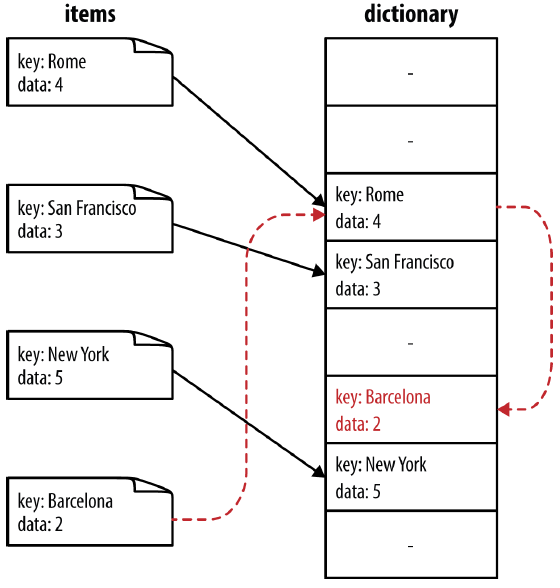 items
key: Rome
data: 4
key: San Francisco
data: 3
key: New York
data: 5
key: Barcelona
data: 2
dictionary
-
-
key: Rome
data: 4
key: San Francisco
data: 3
-
key: Barcelona
data: 2
key: New York
data: 5
-